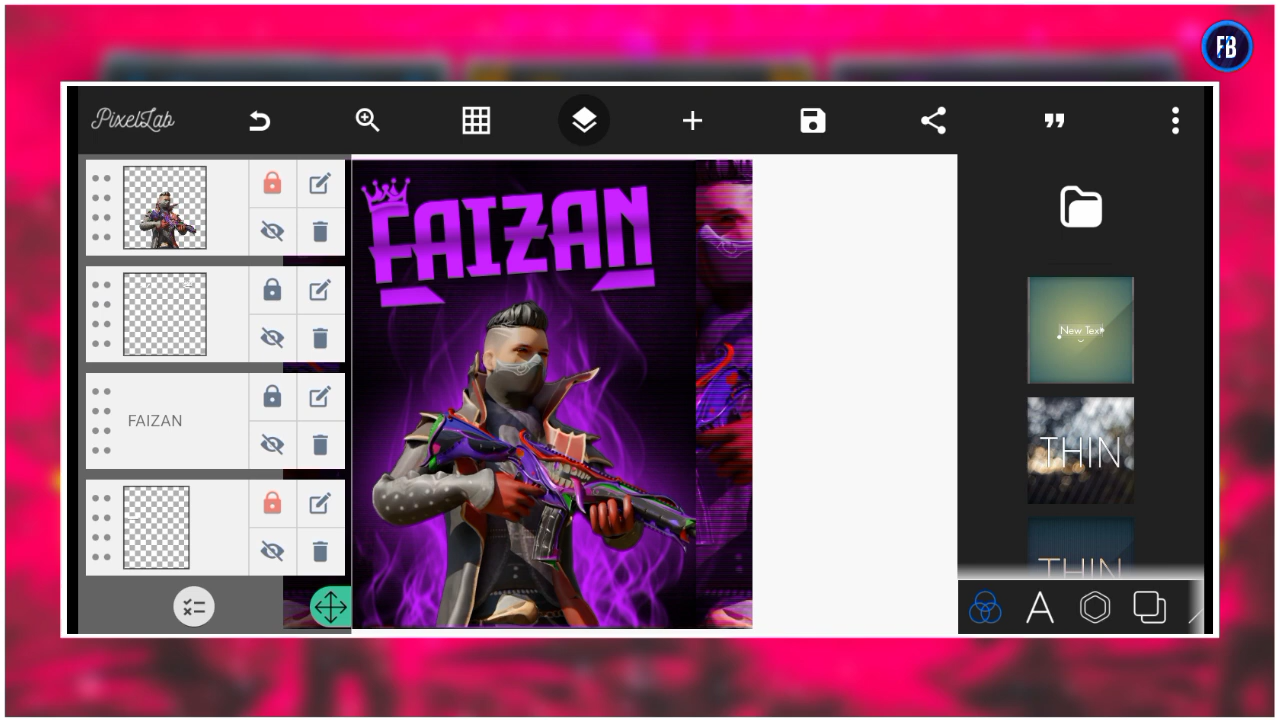 FB
PixelLab
FAIZAN
FAIZAN
New Text
THIN
THIN